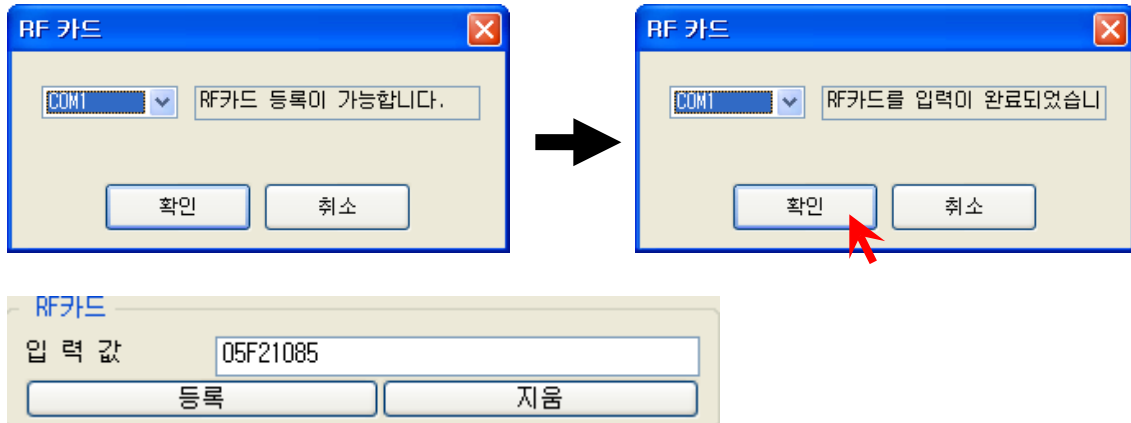 RF 카드
COM1 RF카드 등록이 가능합니다.
확인 취소
RF 카드
COM1 RF카드를 입력이 완료되었습니
확인 취소
RF카드
입 력 값 05F21085
등록 지움